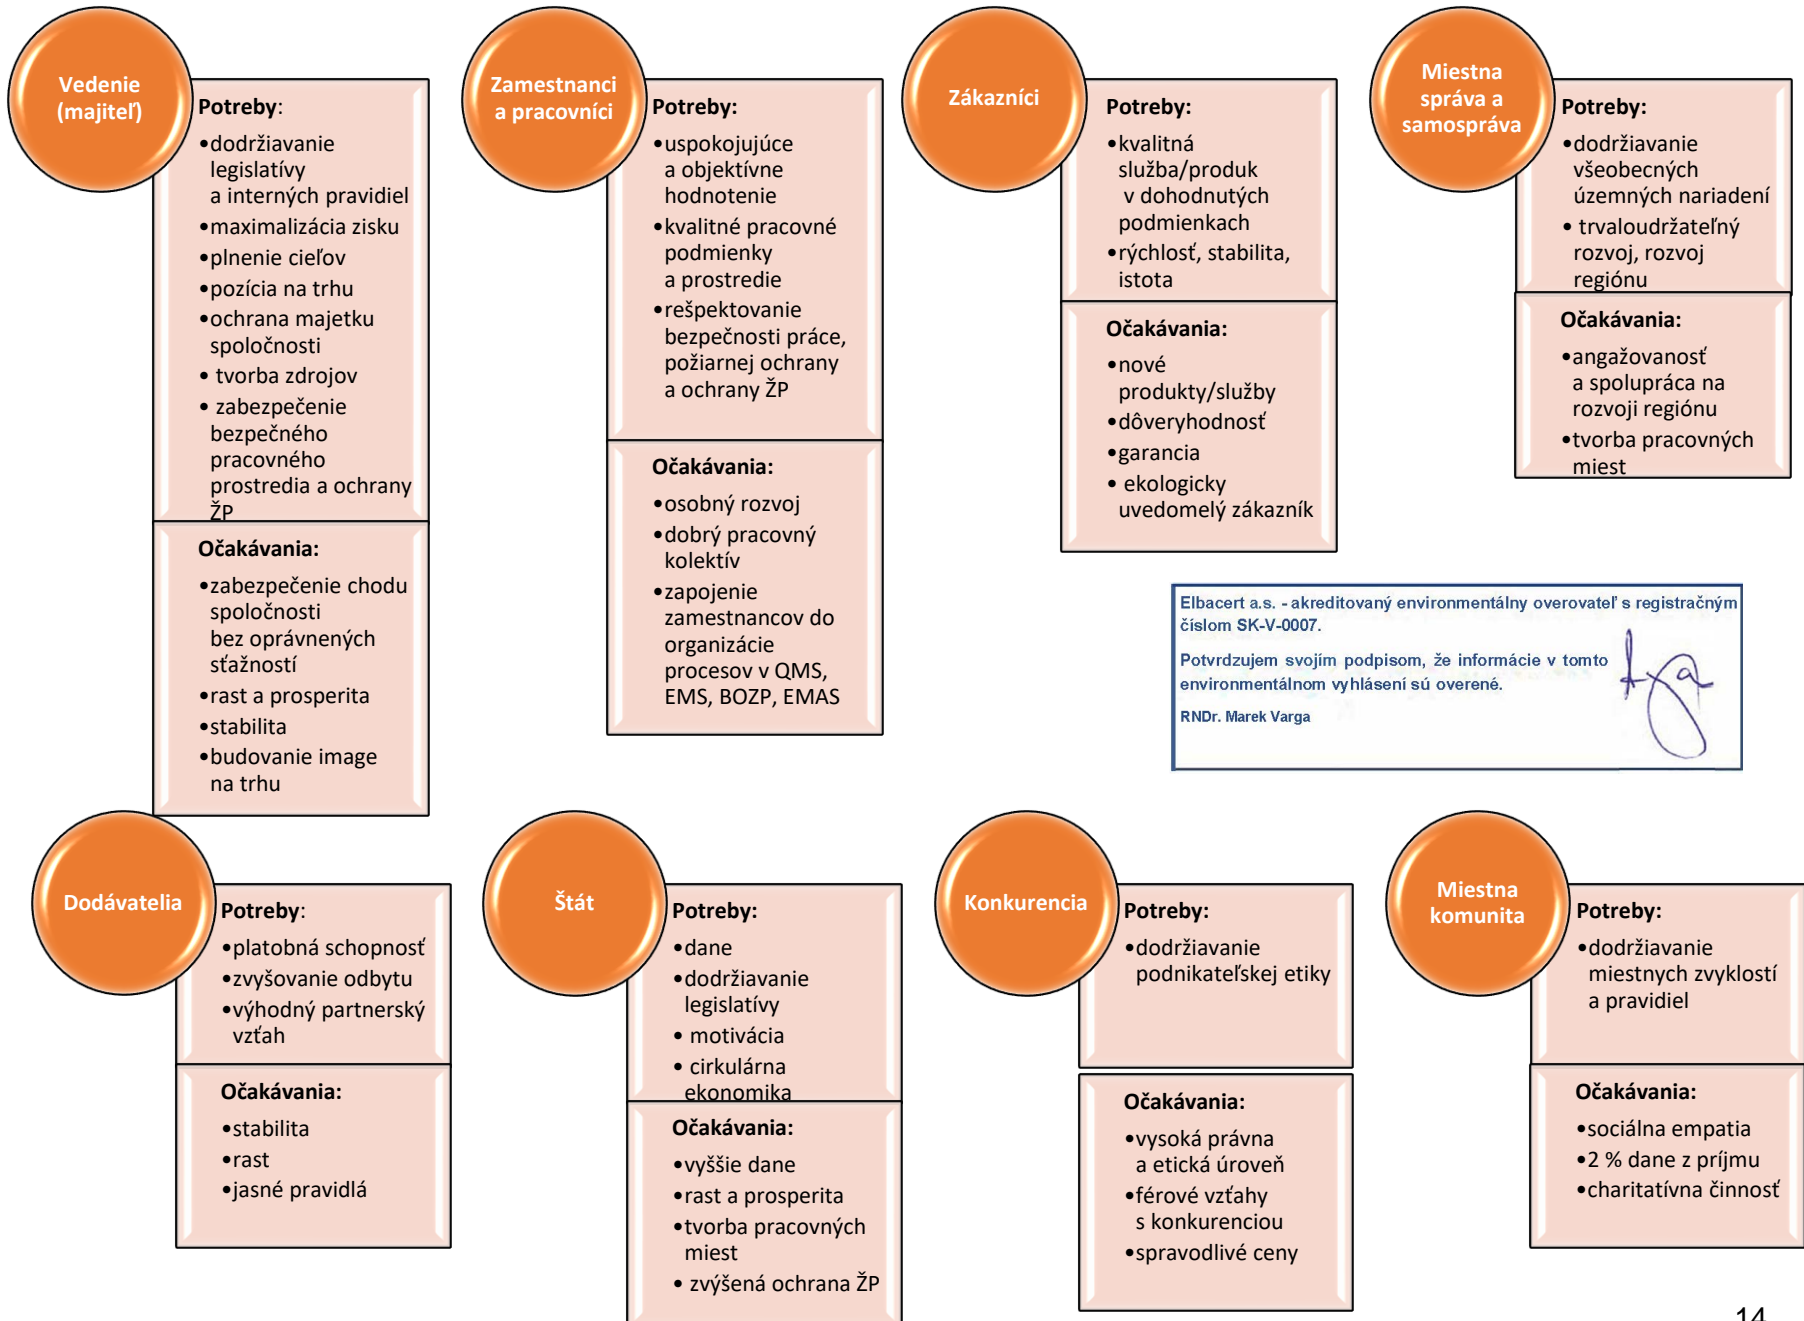 Vedenie
(majiteľ)
Potreby:
•dodržiavanie
legislatívy
a interných pravidiel
•maximalizácia zisku
•plnenie cieľov
•pozícia na trhu
•ochrana majetku
spoločnosti
• tvorba zdrojov
• zabezpečenie
bezpečného
pracovného
prostredia a ochrany
ŽP
Očakávania:
•zabezpečenie chodu
spoločnosti
bez oprávnených
sťažností
•rast a prosperita
•stabilita
•budovanie image
na trhu
Zamestnanci
a pracovníci
Potreby:
•uspokojujúce
a objektívne
hodnotenie
•kvalitné pracovné
podmienky
a prostredie
•rešpektovanie
bezpečnosti práce,
požiarnej ochrany
a ochrany ŽP
Očakávania:
•osobný rozvoj
•dobrý pracovný
kolektív
•zapojenie
zamestnancov do
organizácie
procesov v QMS,
EMS, BOZP, EMAS
Zákazníci
Potreby:
•kvalitná
služba/produk
v dohodnutých
podmienkach
•rýchlosť, stabilita,
istota
Očakávania:
•nové
produkty/služby
•dôveryhodnosť
•garancia
• ekologicky
uvedomelý zákazník
Miestna
správa a
samospráva
Potreby:
•dodržiavanie
všeobecných
územných nariadení
• trvaloudržateľný
rozvoj, rozvoj
regiónu
Očakávania:
•angažovanosť
a spolupráca na
rozvoji regiónu
•tvorba pracovných
miest
Elbacert a.s. - akreditovaný environmentálny overovateľ s registračným
číslom SK-V-0007.
Potvrdzujem svojím podpisom, že informácie v tomto
environmentálnom vyhlásení sú overené.
RNDr. Marek Varga
Dodávatelia
Potreby:
•platobná schopnosť
•zvyšovanie odbytu
•výhodný partnerský
vzťah
Očakávania:
•stabilita
•rast
•jasné pravidlá
Štát
Potreby:
•dane
•dodržiavanie
legislatívy
• motivácia
• cirkulárna
ekonomika
Očakávania:
•vyššie dane
•rast a prosperita
•tvorba pracovných
miest
• zvýšená ochrana ŽP
Konkurencia
Potreby:
•dodržiavanie
podnikateľskej etiky
Očakávania:
•vysoká právna
a etická úroveň
•férové vzťahy
s konkurenciou
•spravodlivé ceny
Miestna
komunita
Potreby:
•dodržiavanie
miestnych zvyklostí
a pravidiel
Očakávania:
•sociálna empatia
•2 % dane z príjmu
•charitatívna činnosť
14